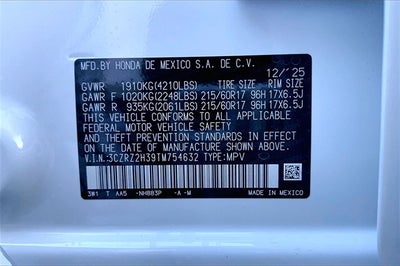 MFD.BY HONDA DE MEXICO S.A. DE C.V.
12/'25
GVWR 1910KG(4210LBS) TIRE SIZE RIM SIZE
GAWR F 1020KG(2248LBS) 215/60R17 96H 17X6.5J
GAWR R 935KG(2061LBS) 215/60R17 96H 17X6.5J
THIS VEHICLE CONFORMS TO ALL APPLICABLE
FEDERAL MOTOR VEHICLE SAFETY
AND THEFT PREVENTION STANDARDS IN EFFECT
ON THE DATE OF MANUFACTURE SHOWN ABOVE.
V.I.N.:3CZRZ2H39TM754632 TYPE:MPV
3W1 T AA5 -NH883P -A -M MADE IN MEXICO